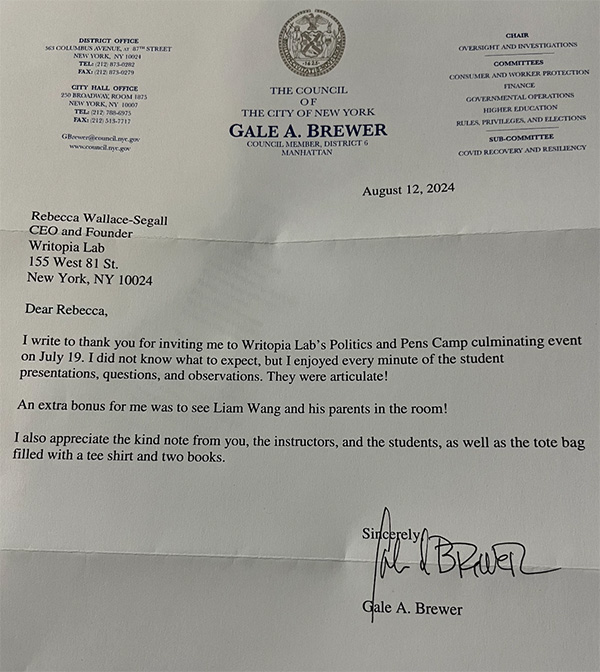 DISTRICT OFFICE
563 COLUMBUS AVENUE, AT 87TH STREET
NEW YORK, NY 10024
TEL: (212) 873-0282
FAX: (212) 873-0279
CITY HALL OFFICE
250 BROADWAY, ROOM 1875
NEW YORK, NY 10007
TEL: (212) 788-6975
FAX: (212) 513-7717
GBrewer@council.nyc.gov
www.council.nyc.gov
THE COUNCIL
OF
THE CITY OF NEW YORK
GALE A. BREWER
COUNCIL MEMBER, DISTRICT 6
MANHATTAN
CHAIR
OVERSIGHT AND INVESTIGATIONS
COMMITTEES
CONSUMER AND WORKER PROTECTION
FINANCE
GOVERNMENTAL OPERATIONS
HIGHER EDUCATION
RULES, PRIVILEGES, AND ELECTIONS
SUB-COMMITTEE
COVID RECOVERY AND RESILIENCY
August 12, 2024
Rebecca Wallace-Segall
CEO and Founder
Writopia Lab
155 West 81 St.
New York, NY 10024
Dear Rebecca,
I write to thank you for inviting me to Writopia Lab's Politics and Pens Camp culminating event
on July 19. I did not know what to expect, but I enjoyed every minute of the student
presentations, questions, and observations. They were articulate!
An extra bonus for me was to see Liam Wang and his parents in the room!
I also appreciate the kind note from you, the instructors, and the students, as well as the tote bag
filled with a tee shirt and two books.
Sincerely
BREWER
Gale A. Brewer